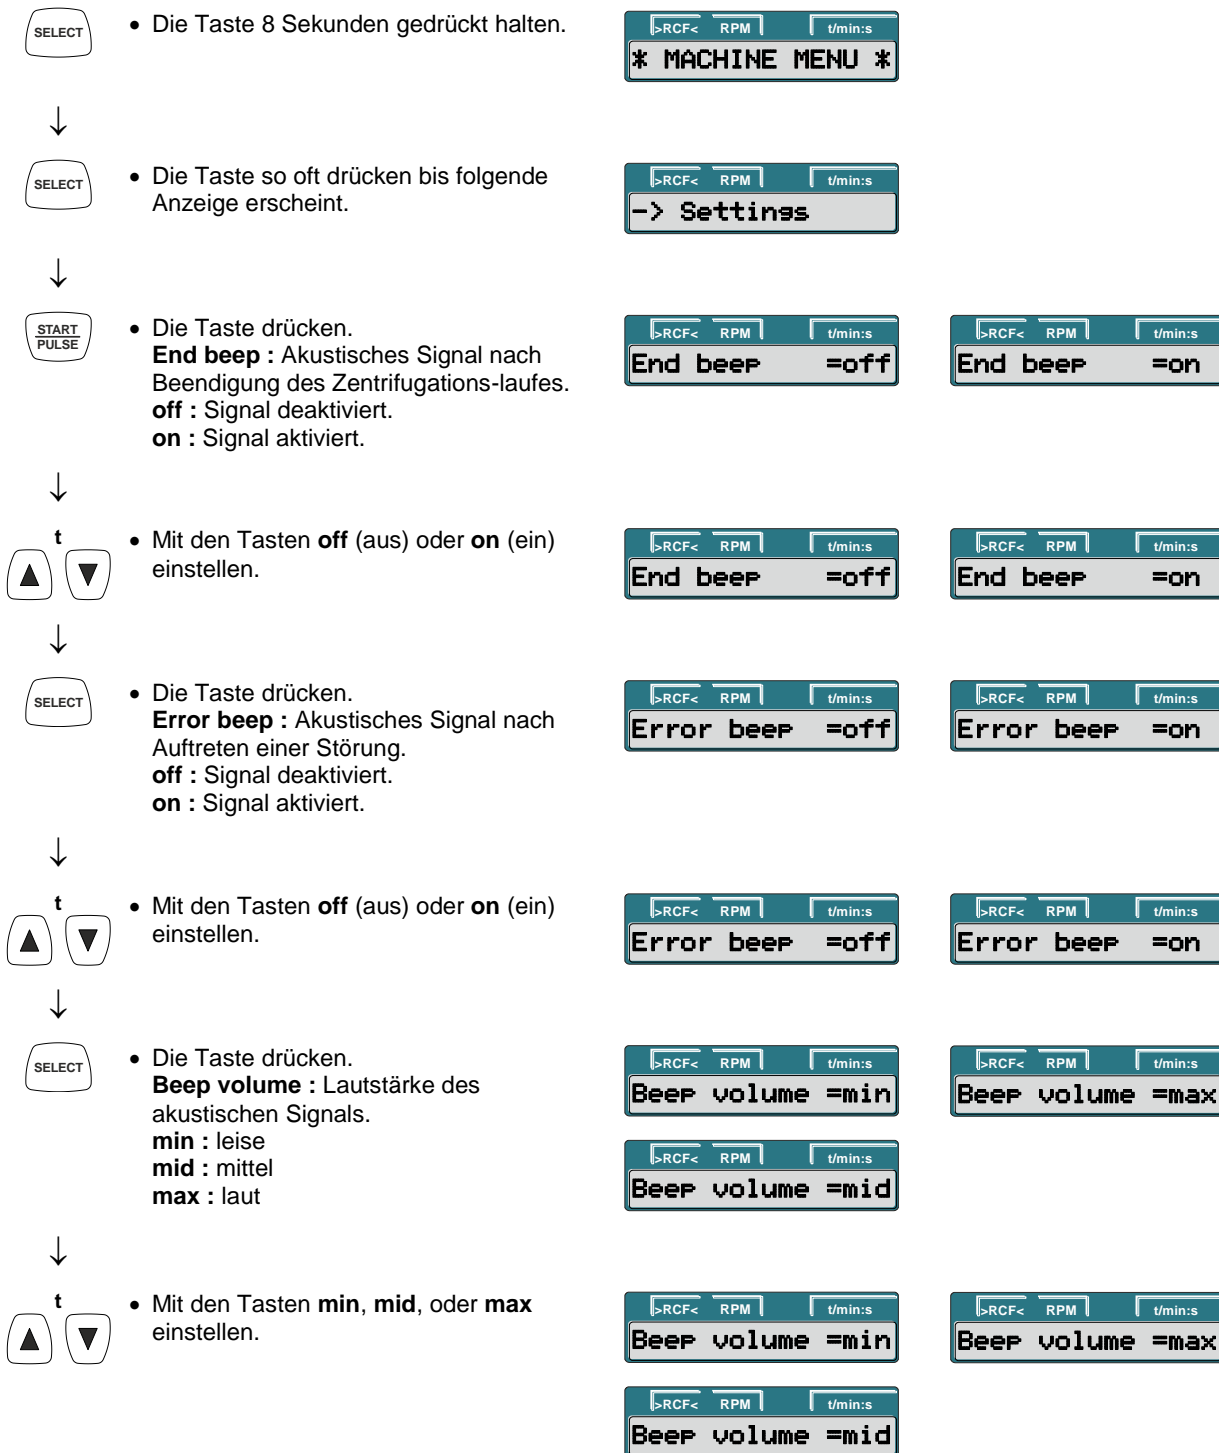 SELECT
• Die Taste 8 Sekunden gedrückt halten.
>RCF< RPM t/min:s
* MACHINE MENU *
↓
SELECT
• Die Taste so oft drücken bis folgende
Anzeige erscheint.
>RCF< RPM t/min:s
-> Settings
↓
START
PULSE
• Die Taste drücken.
End beep : Akustisches Signal nach
Beendigung des Zentrifugations-laufes.
off : Signal deaktiviert.
on : Signal aktiviert.
>RCF< RPM t/min:s
End beep =off
>RCF< RPM t/min:s
End beep =on
↓
t
▲ ▼
• Mit den Tasten off (aus) oder on (ein)
einstellen.
>RCF< RPM t/min:s
End beep =off
>RCF< RPM t/min:s
End beep =on
↓
SELECT
• Die Taste drücken.
Error beep : Akustisches Signal nach
Auftreten einer Störung.
off : Signal deaktiviert.
on : Signal aktiviert.
>RCF< RPM t/min:s
Error beep =off
>RCF< RPM t/min:s
Error beep =on
↓
t
▲ ▼
• Mit den Tasten off (aus) oder on (ein)
einstellen.
>RCF< RPM t/min:s
Error beep =off
>RCF< RPM t/min:s
Error beep =on
↓
SELECT
• Die Taste drücken.
Beep volume : Lautstärke des
akustischen Signals.
min : leise
mid : mittel
max : laut
>RCF< RPM t/min:s
Beep volume =min
>RCF< RPM t/min:s
Beep volume =max
>RCF< RPM t/min:s
Beep volume =mid
↓
t
▲ ▼
• Mit den Tasten min, mid, oder max
einstellen.
>RCF< RPM t/min:s
Beep volume =min
>RCF< RPM t/min:s
Beep volume =max
>RCF< RPM t/min:s
Beep volume =mid